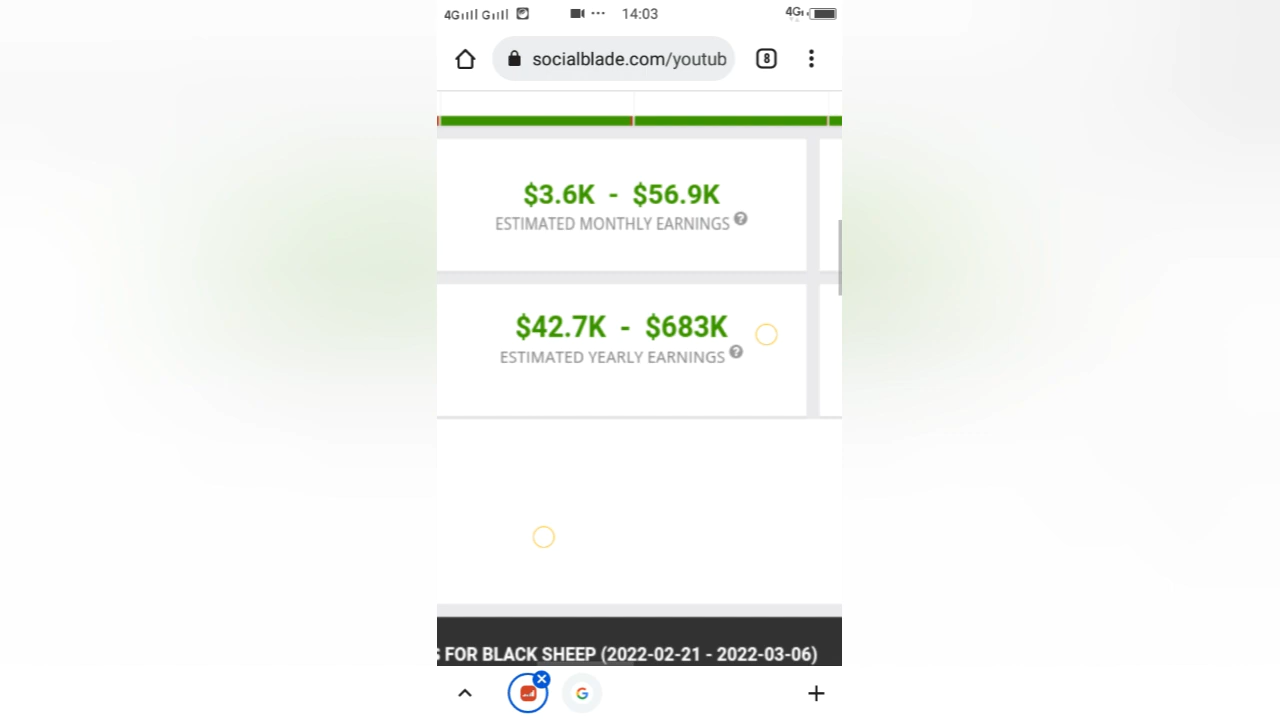 4G G 14:03 4G
socialblade.com/youtub 8
$3.6K - $56.9K
ESTIMATED MONTHLY EARNINGS ?
$42.7K - $683K
ESTIMATED YEARLY EARNINGS ?
FOR BLACK SHEEP (2022-02-21 - 2022-03-06)
G